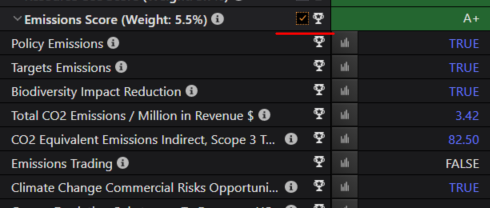 Emissions Score (Weight: 5.5%) A+
Policy Emissions TRUE
Targets Emissions TRUE
Biodiversity Impact Reduction TRUE
Total CO2 Emissions / Million in Revenue $ 3.42
CO2 Equivalent Emissions Indirect, Scope 3 T... 82.50
Emissions Trading FALSE
Climate Change Commercial Risks Opportuni... TRUE